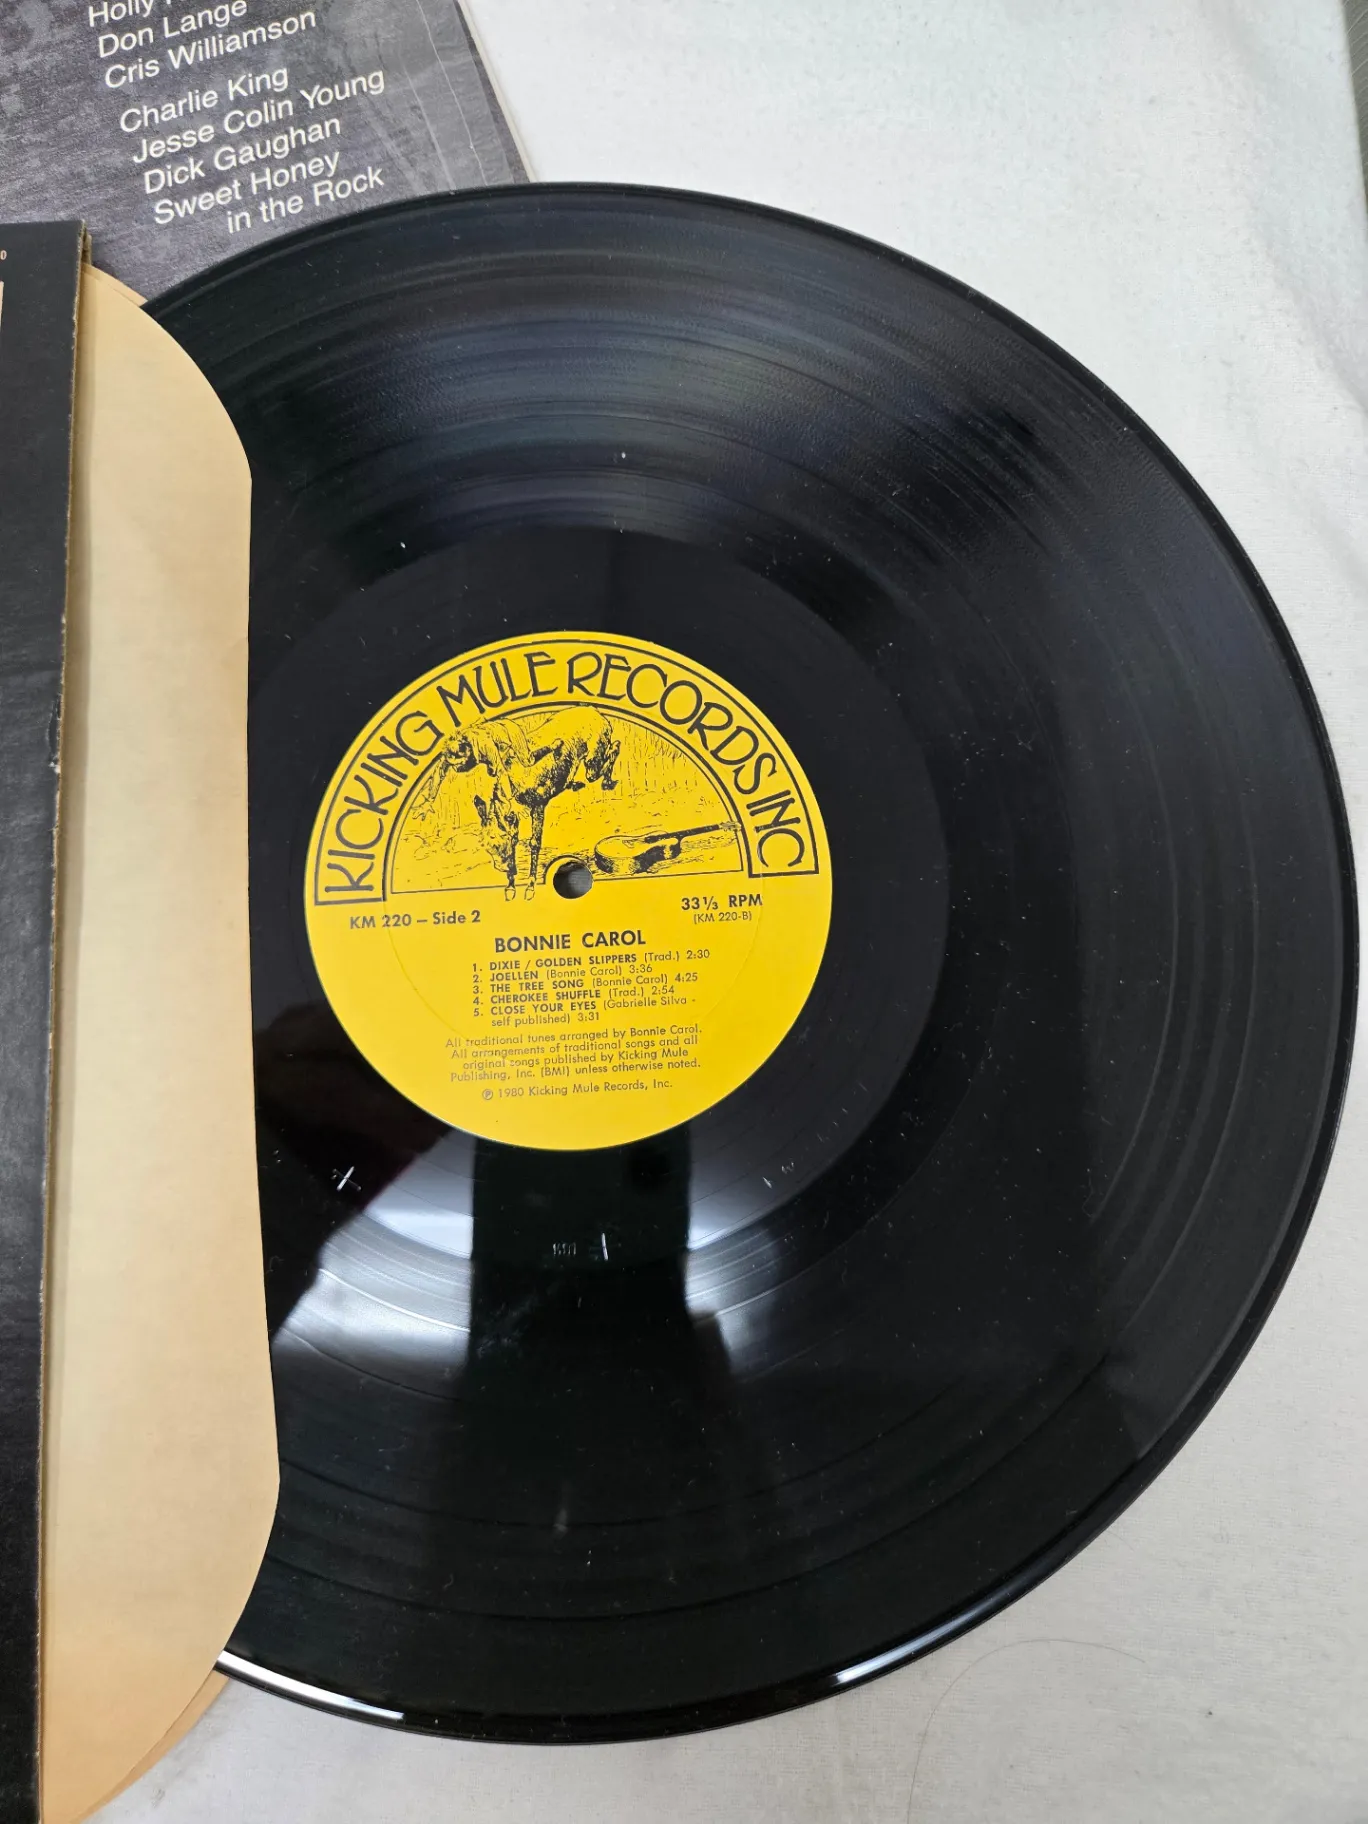 Holly
Don Lange
Cris Williamson
Charlie King
Jesse Colin Young
Dick Gaughan
Sweet Honey
in the Rock
KICKING MULE RECORDS INC
KM 220 – Side 2
33 1/3 RPM
(KM 220-B)
BONNIE CAROL
1. DIXIE / GOLDEN SLIPPERS (Trad.) 2:30
2. JOELLEN (Bonnie Carol) 3:36
3. THE TREE SONG (Bonnie Carol) 4:25
4. CHEROKEE SHUFFLE (Trad.) 2:54
5. CLOSE YOUR EYES (Gabrielle Silva -
self published) 3:31
All traditional tunes arranged by Bonnie Carol.
All arrangements of traditional songs and all
original songs published by Kicking Mule
Publishing, Inc. (BMI) unless otherwise noted.
℗ 1980 Kicking Mule Records, Inc.